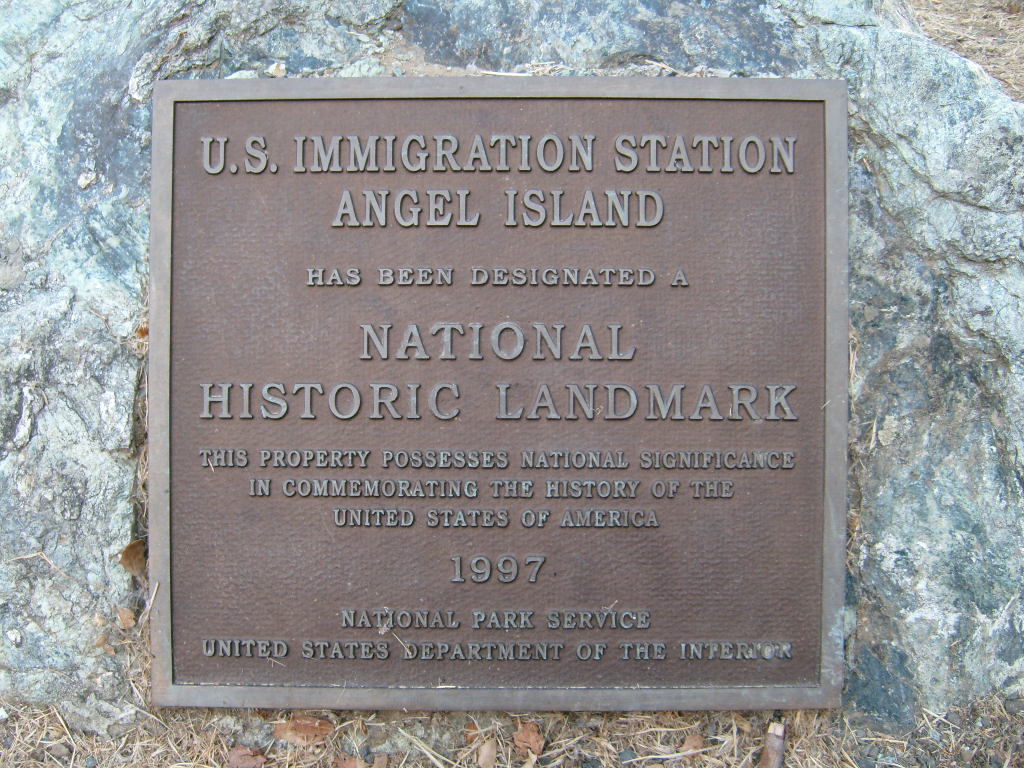 U.S. IMMIGRATION STATION
ANGEL ISLAND
HAS BEEN DESIGNATED A
NATIONAL
HISTORIC LANDMARK
THIS PROPERTY POSSESSES NATIONAL SIGNIFICANCE
IN COMMEMORATING THE HISTORY OF THE
UNITED STATES OF AMERICA
1997
NATIONAL PARK SERVICE
UNITED STATES DEPARTMENT OF THE INTERIOR